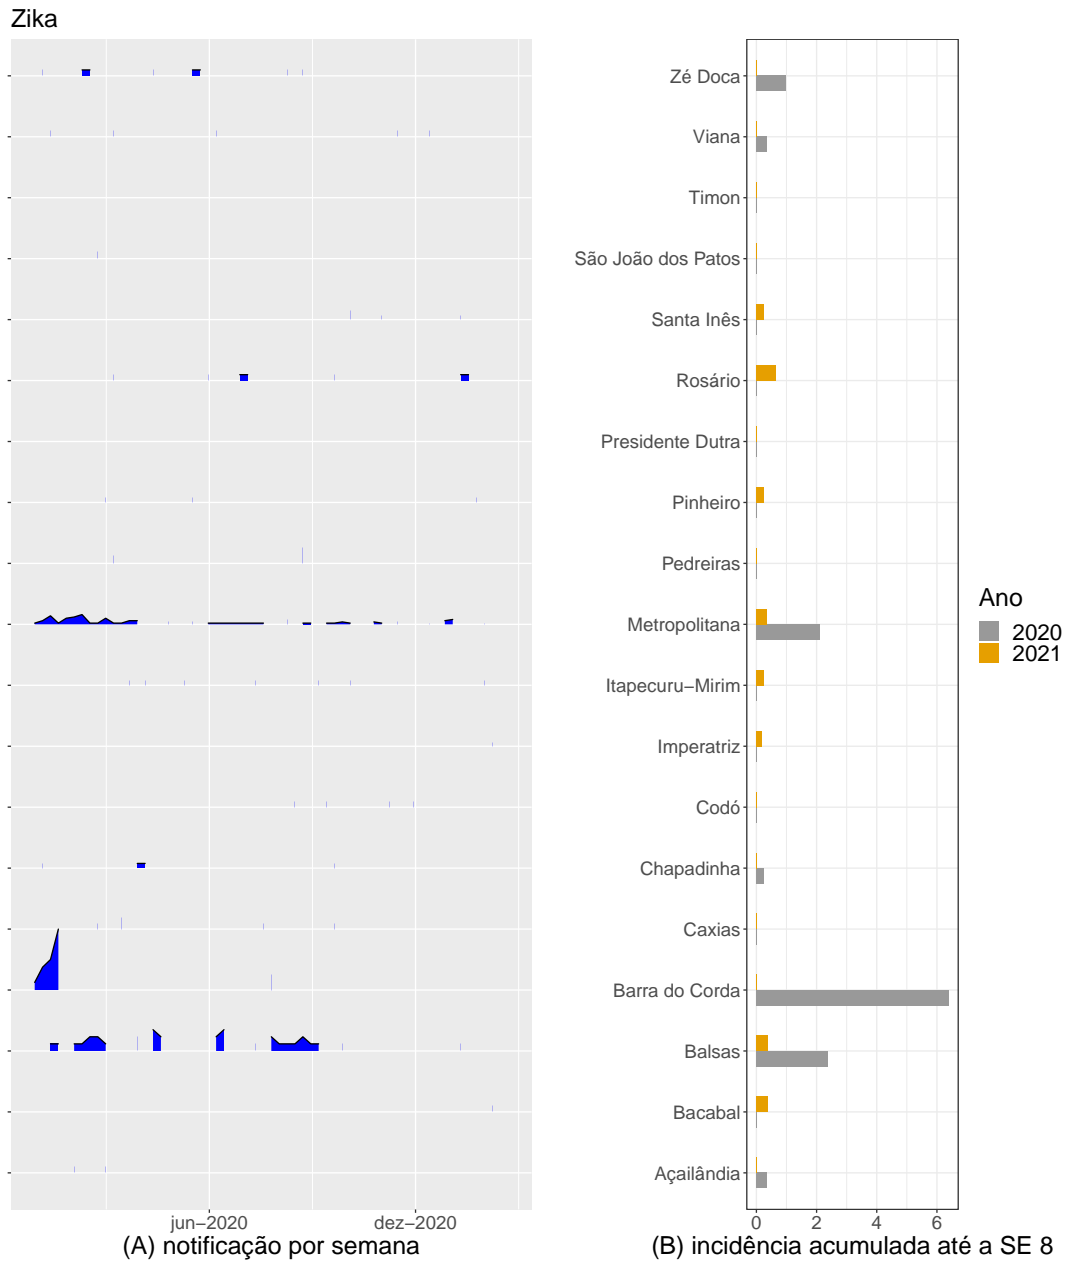 Zika
Zé Doca
Viana
Timon
São João dos Patos
Santa Inês
Rosário
Presidente Dutra
Pinheiro
Pedreiras
Metropolitana
Itapecuru−Mirim
Imperatriz
Codó
Chapadinha
Caxias
Barra do Corda
Balsas
Bacabal
Açailândia
jun−2020 dez−2020
(A) notificação por semana
0 2 4 6
(B) incidência acumulada até a SE 8
Ano
2020
2021